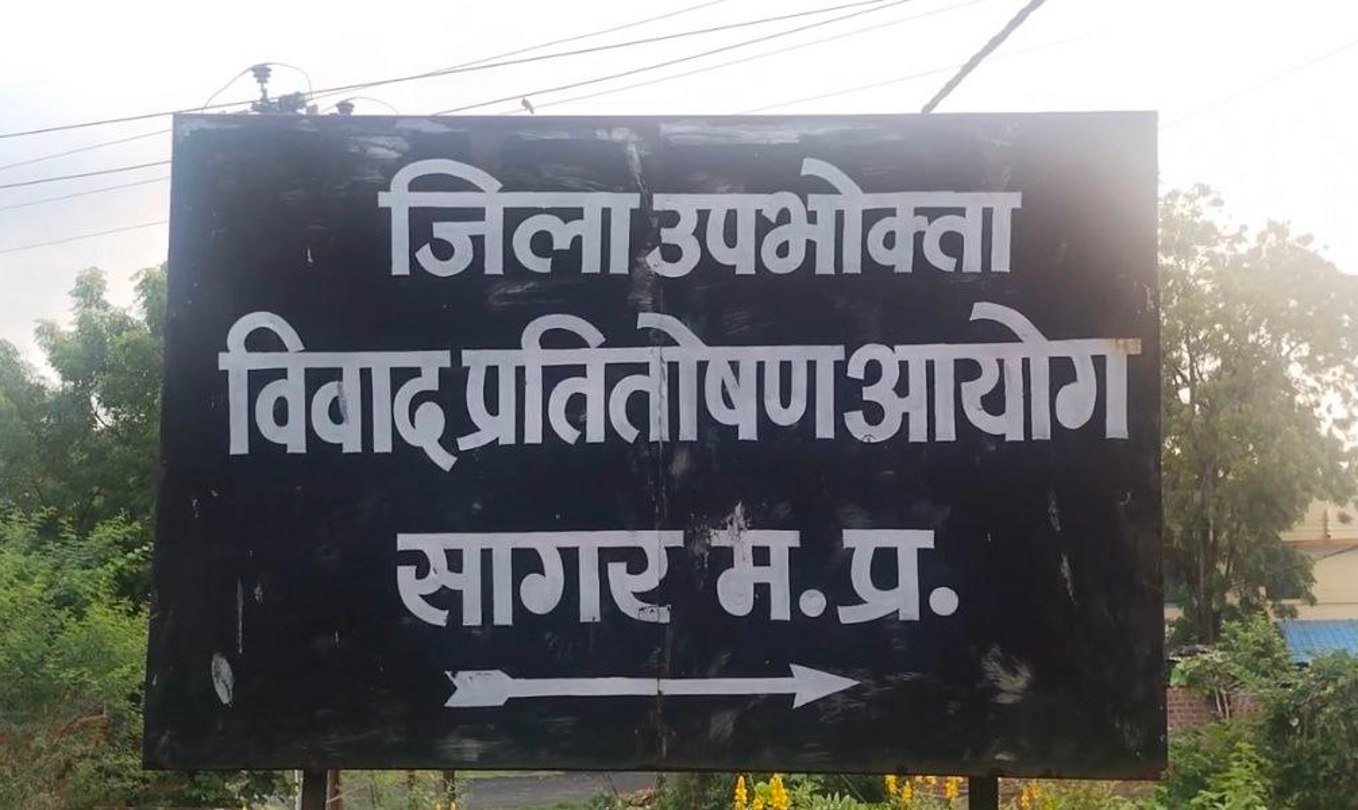 जिला उपभोक्ता
विवाद प्रतितोषण आयोग
सागर म.प्र.